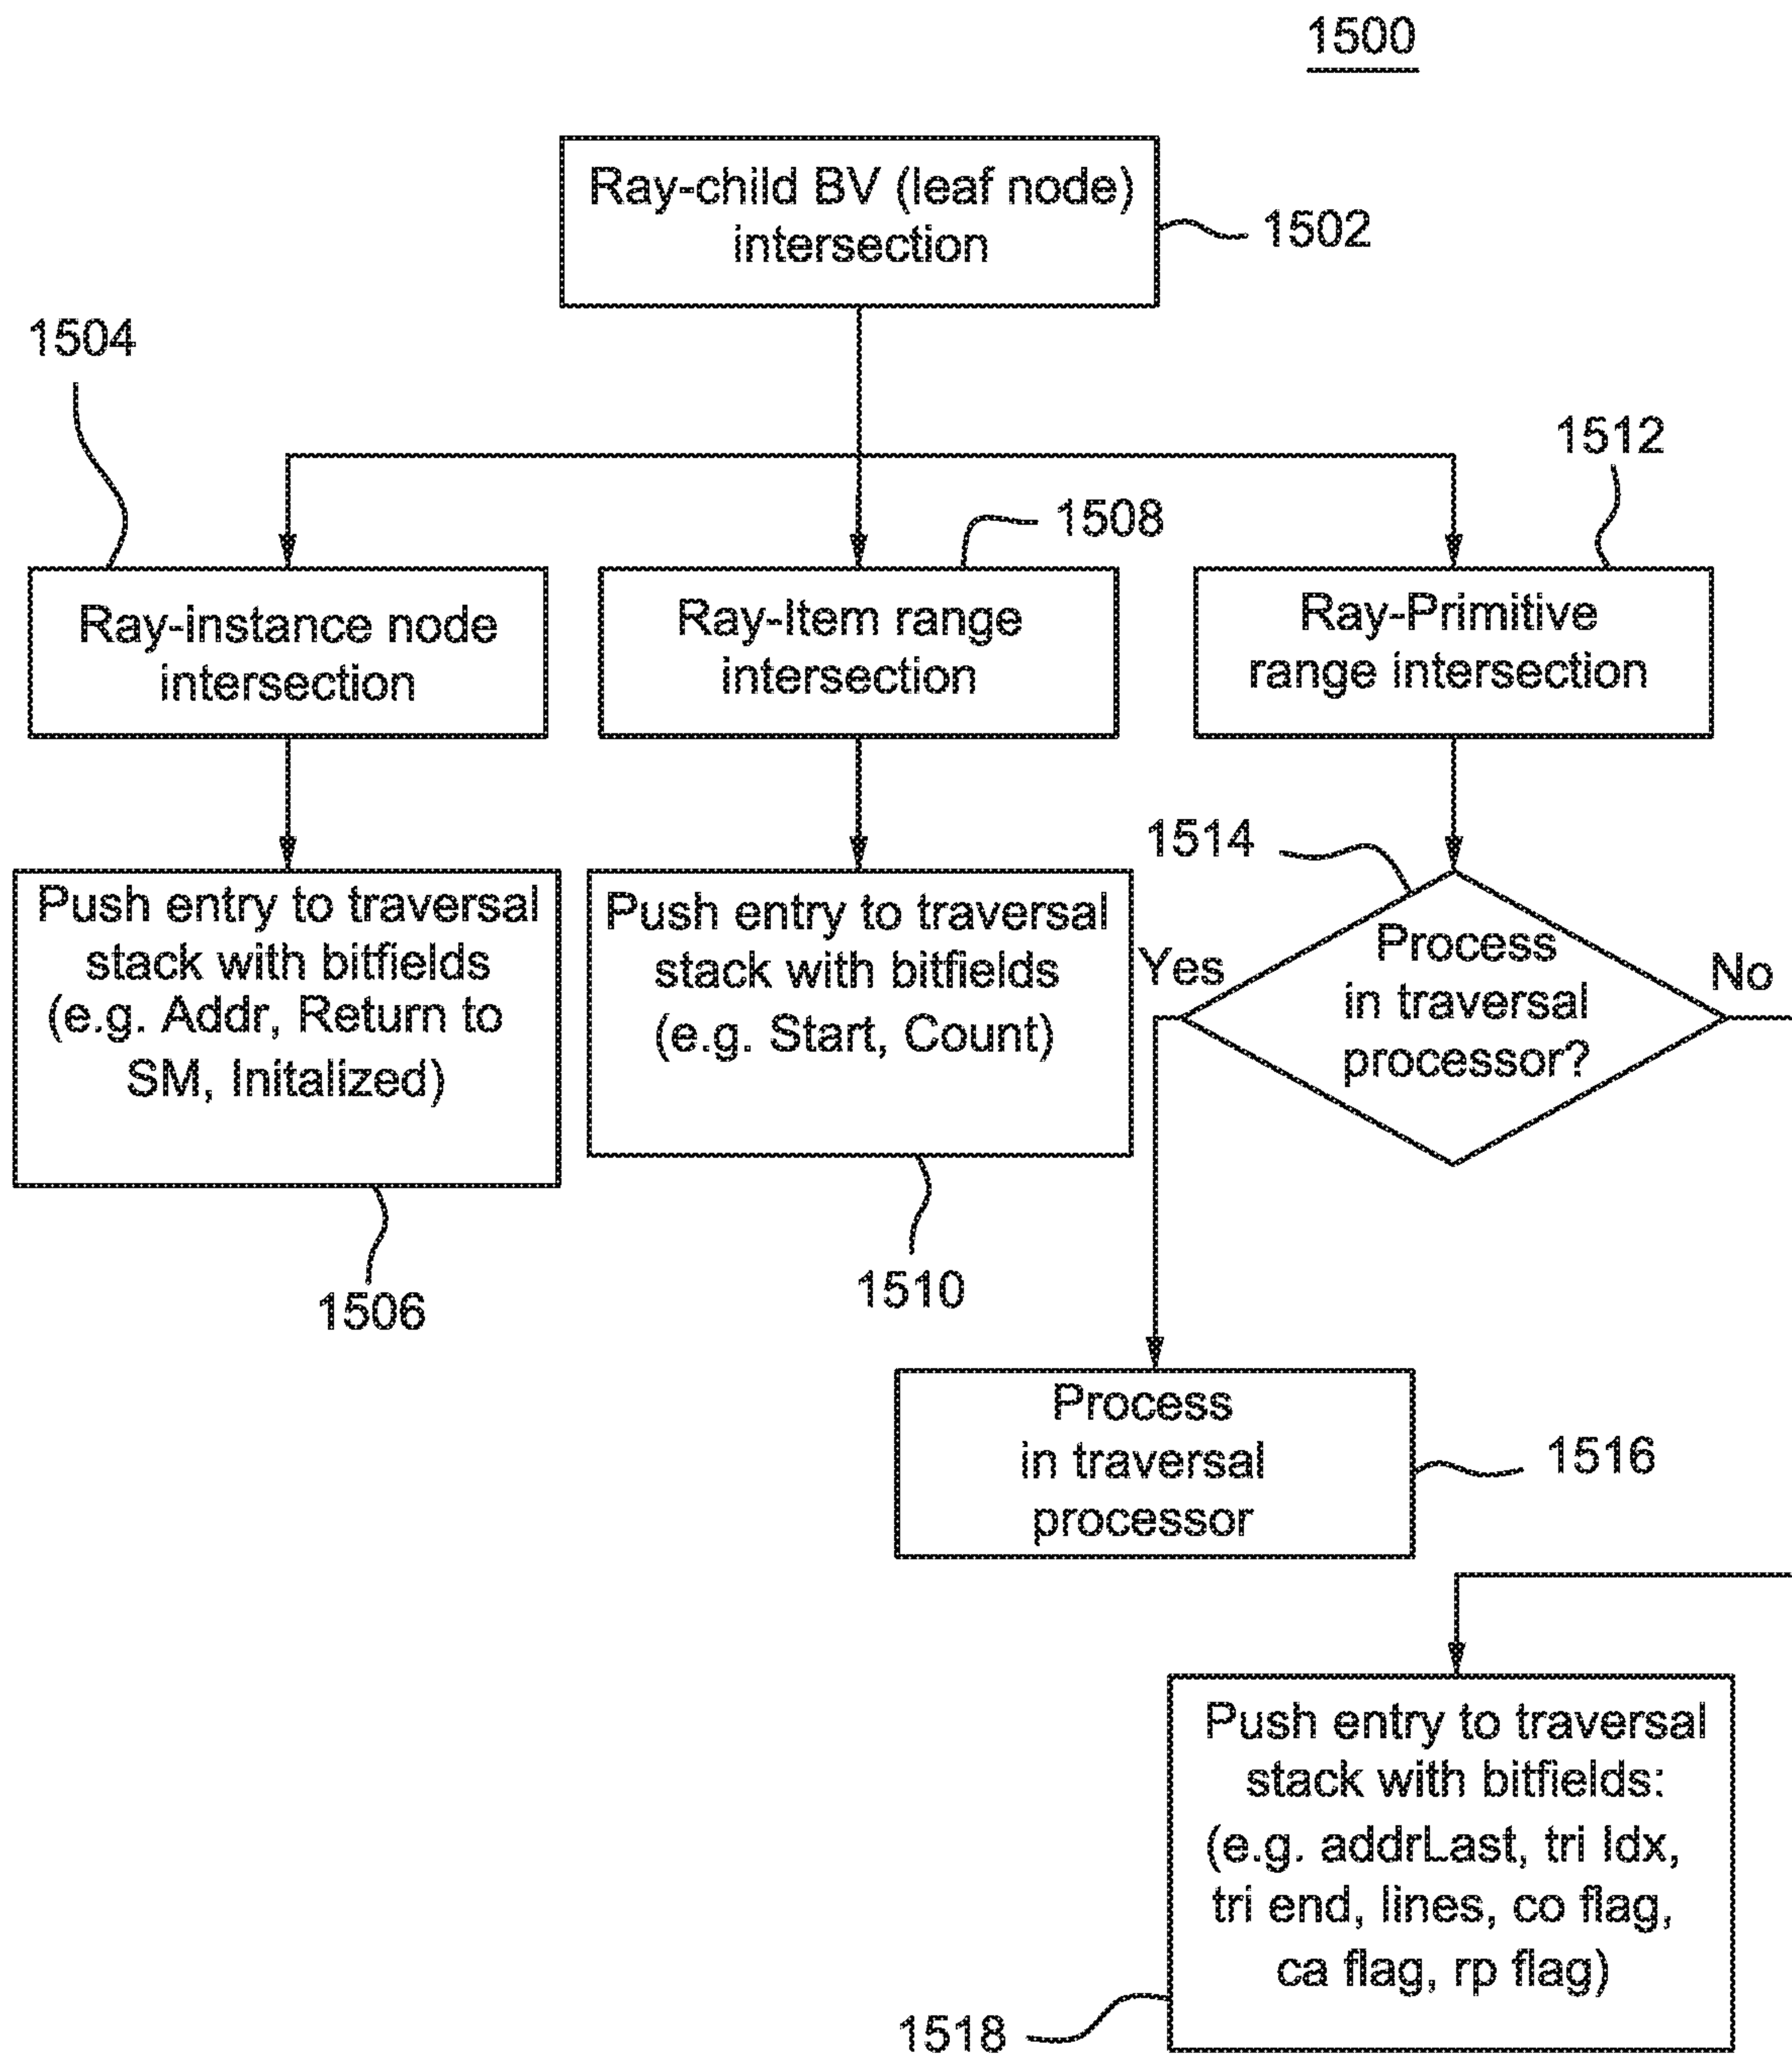 1500
Ray-child BV (leaf node)
intersection
1502
1504
1512
1508
Ray-instance node
intersection
Ray-Item range
intersection
Ray-Primitive
range intersection
1514
Push entry to traversal
stack with bitfields
(e.g. Addr, Return to
SM, Initalized)
Push entry to traversal
stack with bitfields
(e.g. Start, Count)
Yes
Process
in traversal
processor?
No
1506
1510
Process
in traversal
processor
1516
Push entry to traversal
stack with bitfields:
(e.g. addrLast, tri Idx,
tri end, lines, co flag,
ca flag, rp flag)
1518